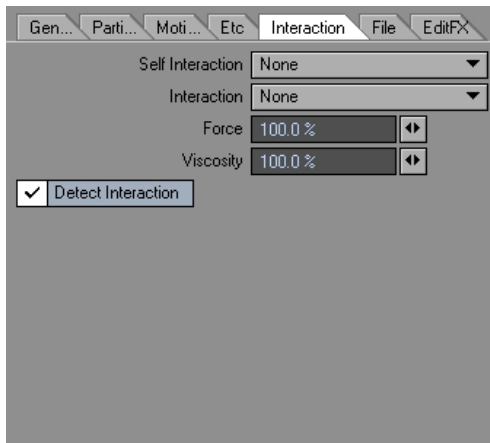 Gen... Parti... Moti... Etc Interaction File EditFX
Self Interaction None
Interaction None
Force 100.0 %
Viscosity 100.0 %
Detect Interaction